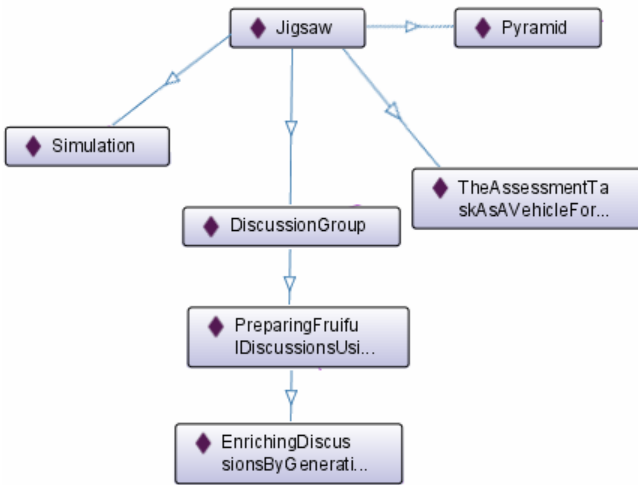 Jigsaw
Pyramid
Simulation
TheAssessmentTa
skAsAVehicleFor...
DiscussionGroup
PreparingFruifu
lDiscussionsUsi...
EnrichingDiscus
sionsByGenerati...